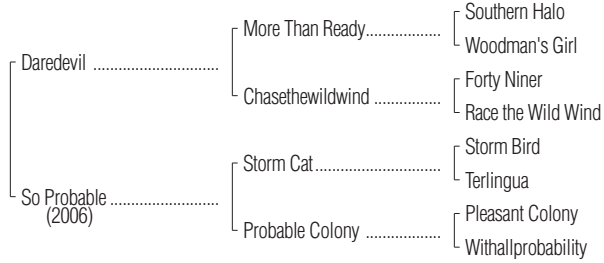 Southern Halo
More Than Ready..................
Woodman's Girl
Daredevil ..............................
Forty Niner
Chasethewildwind ................
Race the Wild Wind
Storm Bird
Storm Cat..............................
Terlingua
So Probable ..........................
(2006)
Pleasant Colony
Probable Colony ..................
Withallprobability